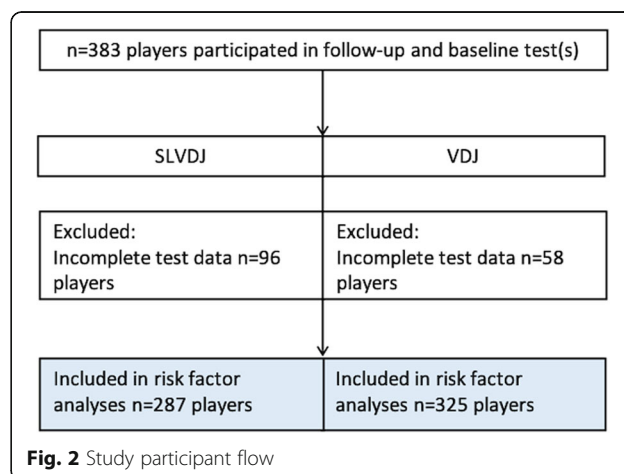 n=383 players participated in follow-up and baseline test(s)
SLVDJ
VDJ
Excluded:
Incomplete test data n=96
players
Excluded:
Incomplete test data n=58
players
Included in risk factor
analyses n=287 players
Included in risk factor
analyses n=325 players
Fig. 2 Study participant flow